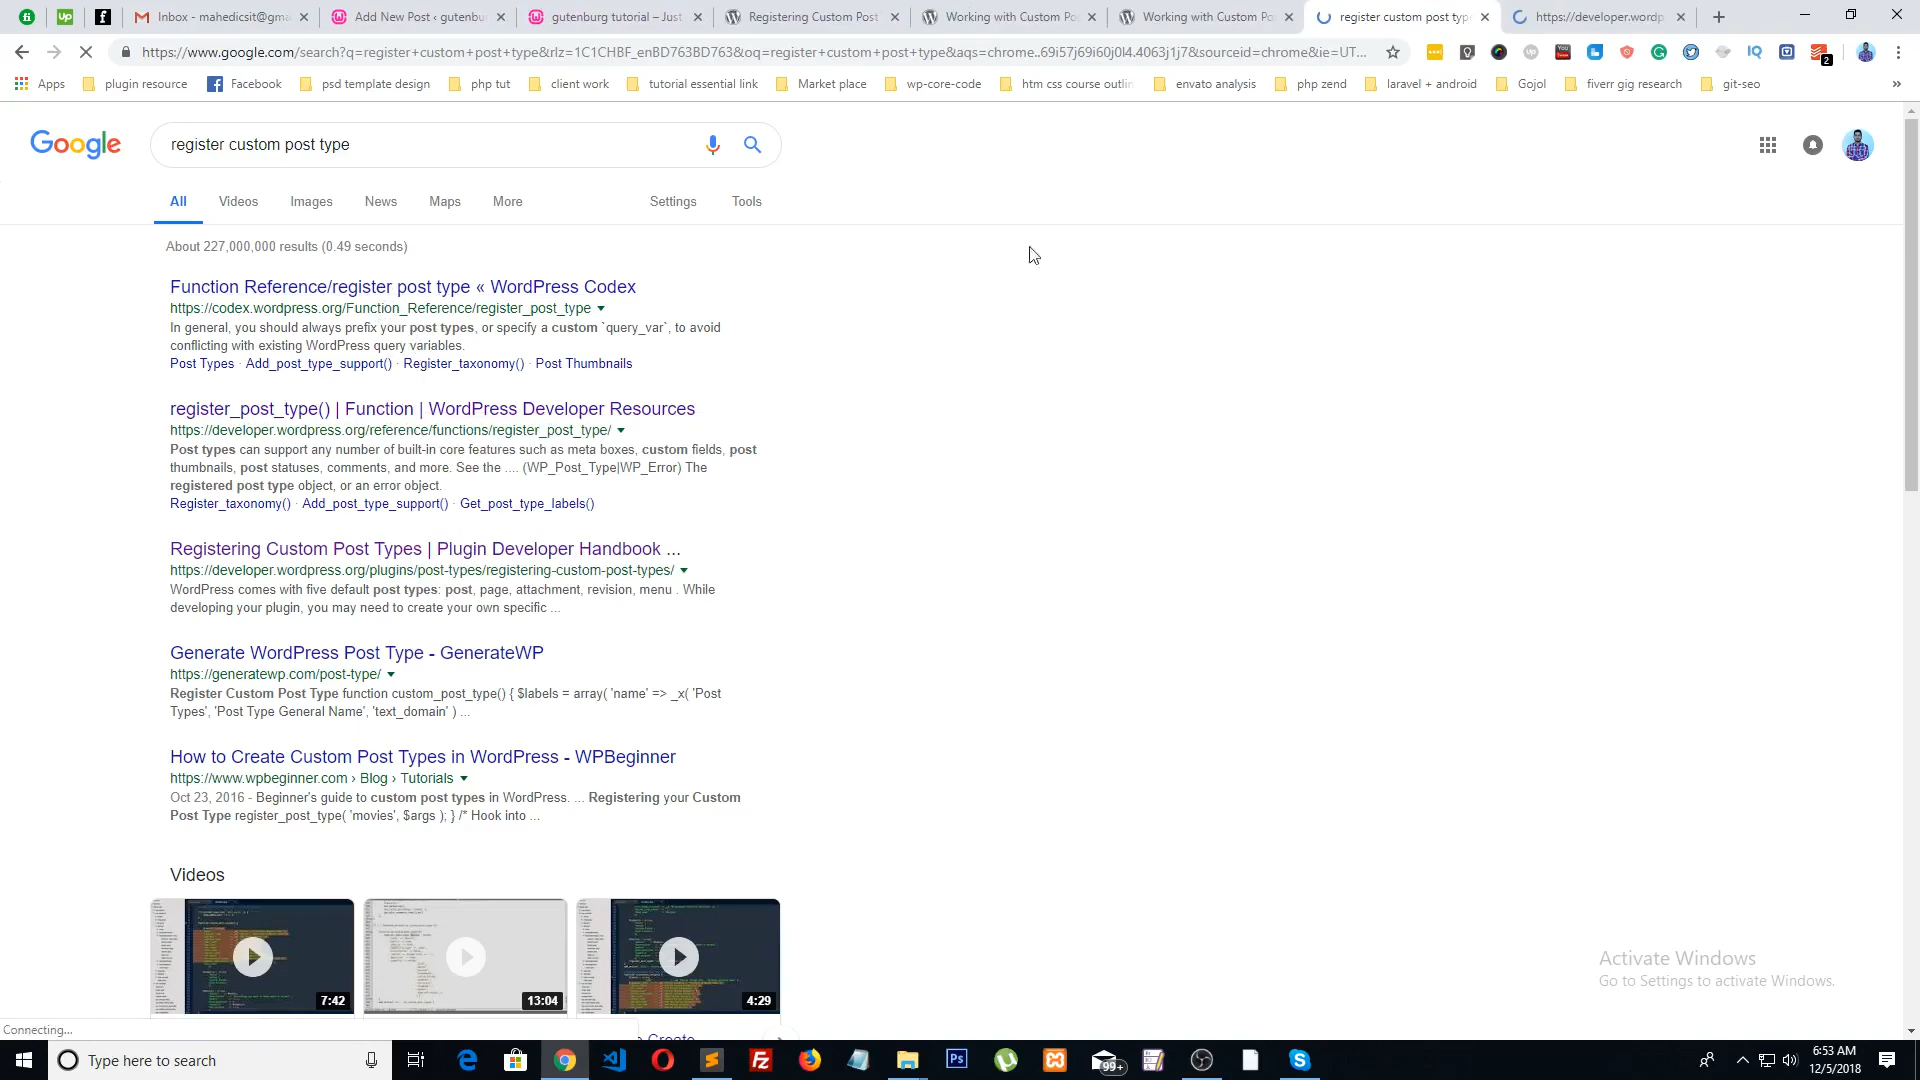 Inbox - mahedicsit@gma
Add New Post ‹ gutenbu
gutenburg tutorial – Just
Registering Custom Post
Working with Custom Po
Working with Custom Po
register custom post type
https://developer.wordp
https://www.google.com/search?q=register+custom+post+type&rlz=1C1CHBF_enBD763BD763&oq=register+custom+post+type&aqs=chrome..69i57j69i60j0l4.4063j1j7&sourceid=chrome&ie=UT...
Apps
plugin resource
Facebook
psd template design
php tut
client work
tutorial essential link
Market place
wp-core-code
htm css course outlin
envato analysis
php zend
laravel + android
Gojol
fiverr gig research
git-seo
»
Google
register custom post type
All
Videos
Images
News
Maps
More
Settings
Tools
About 227,000,000 results (0.49 seconds)
Function Reference/register post type « WordPress Codex
https://codex.wordpress.org/Function_Reference/register_post_type
In general, you should always prefix your post types, or specify a custom `query_var`, to avoid
conflicting with existing WordPress query variables.
Post Types · Add_post_type_support() · Register_taxonomy() · Post Thumbnails
register_post_type() | Function | WordPress Developer Resources
https://developer.wordpress.org/reference/functions/register_post_type/
Post types can support any number of built-in core features such as meta boxes, custom fields, post
thumbnails, post statuses, comments, and more. See the .... (WP_Post_Type|WP_Error) The
registered post type object, or an error object.
Register_taxonomy() · Add_post_type_support() · Get_post_type_labels()
Registering Custom Post Types | Plugin Developer Handbook ...
https://developer.wordpress.org/plugins/post-types/registering-custom-post-types/
WordPress comes with five default post types: post, page, attachment, revision, menu . While
developing your plugin, you may need to create your own specific ...
Generate WordPress Post Type - GenerateWP
https://generatewp.com/post-type/
Register Custom Post Type function custom_post_type() { $labels = array( 'name' => _x( 'Post
Types', 'Post Type General Name', 'text_domain' ) ...
How to Create Custom Post Types in WordPress - WPBeginner
https://www.wpbeginner.com › Blog › Tutorials
Oct 23, 2016 - Beginner's guide to custom post types in WordPress. ... Registering your Custom
Post Type register_post_type( 'movies', $args ); } /* Hook into ...
Videos
7:42
13:04
4:29
Activate Windows
Go to Settings to activate Windows.
Connecting...
Type here to search
99+
6:53 AM
12/5/2018